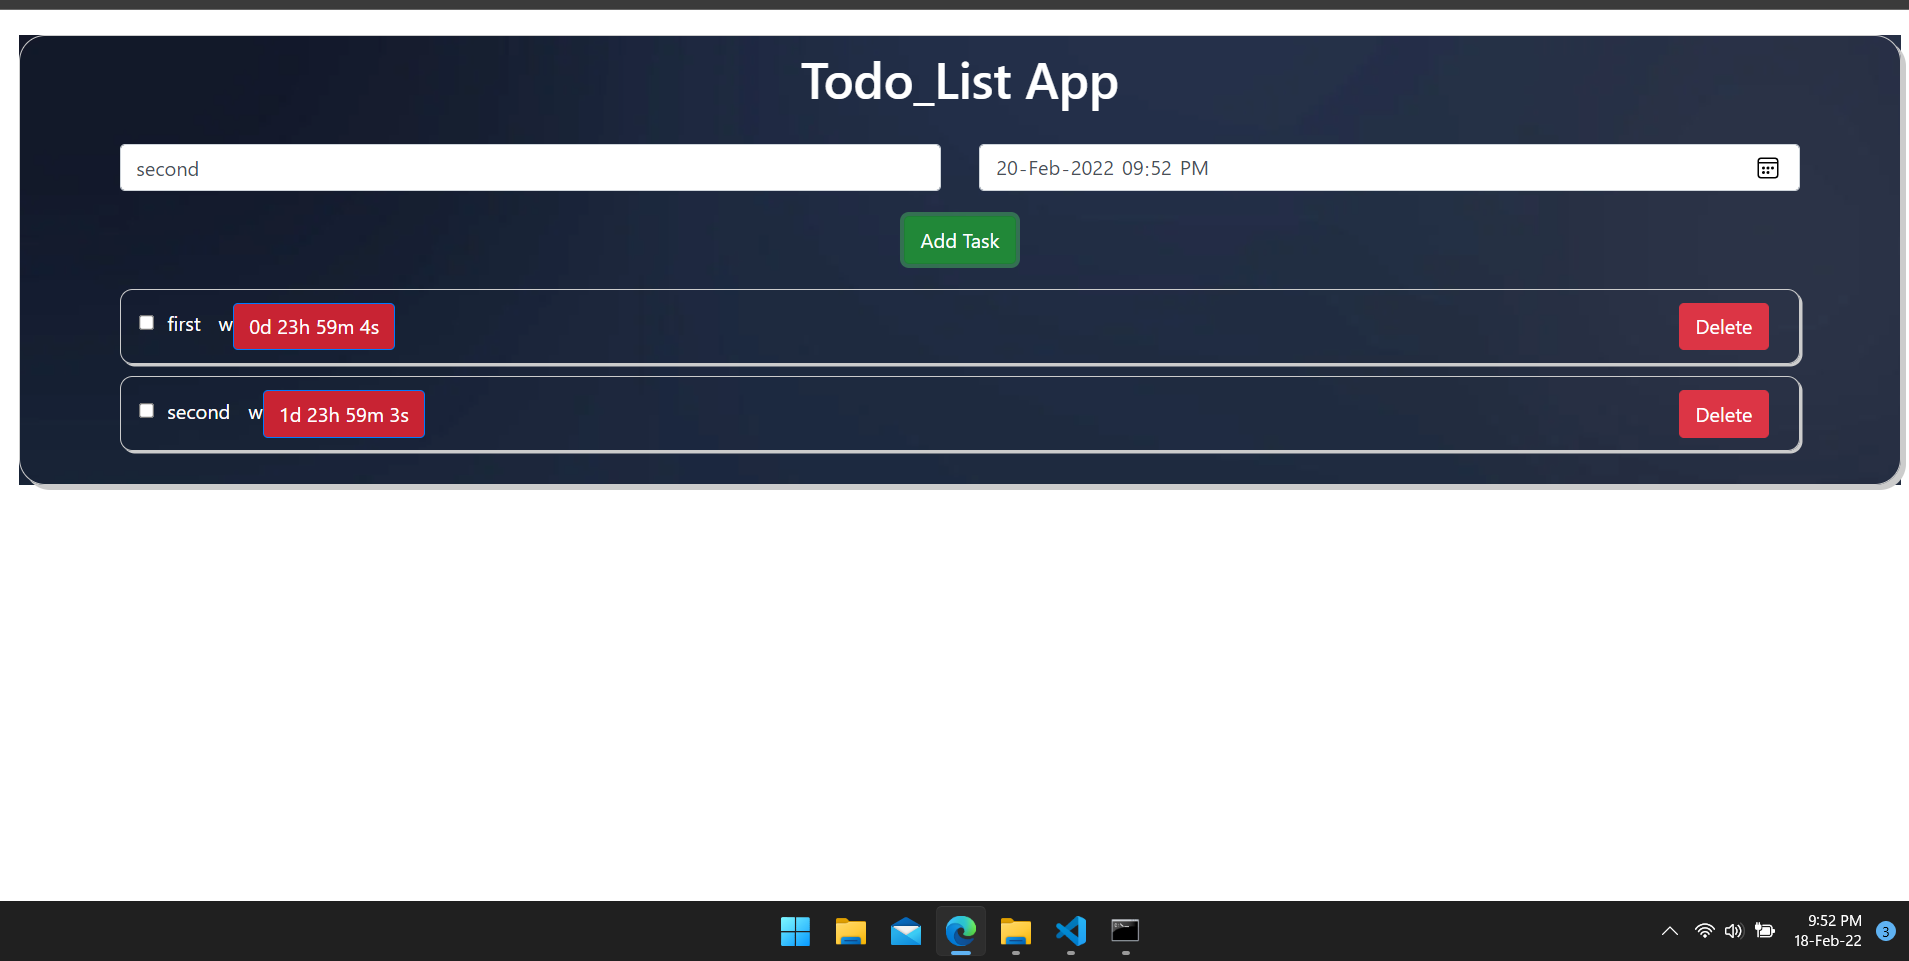 Todo_List App
second
20-Feb-2022 09:52 PM
Add Task
first w 0d 23h 59m 4s Delete
second w 1d 23h 59m 3s Delete
9:52 PM
18-Feb-22
3